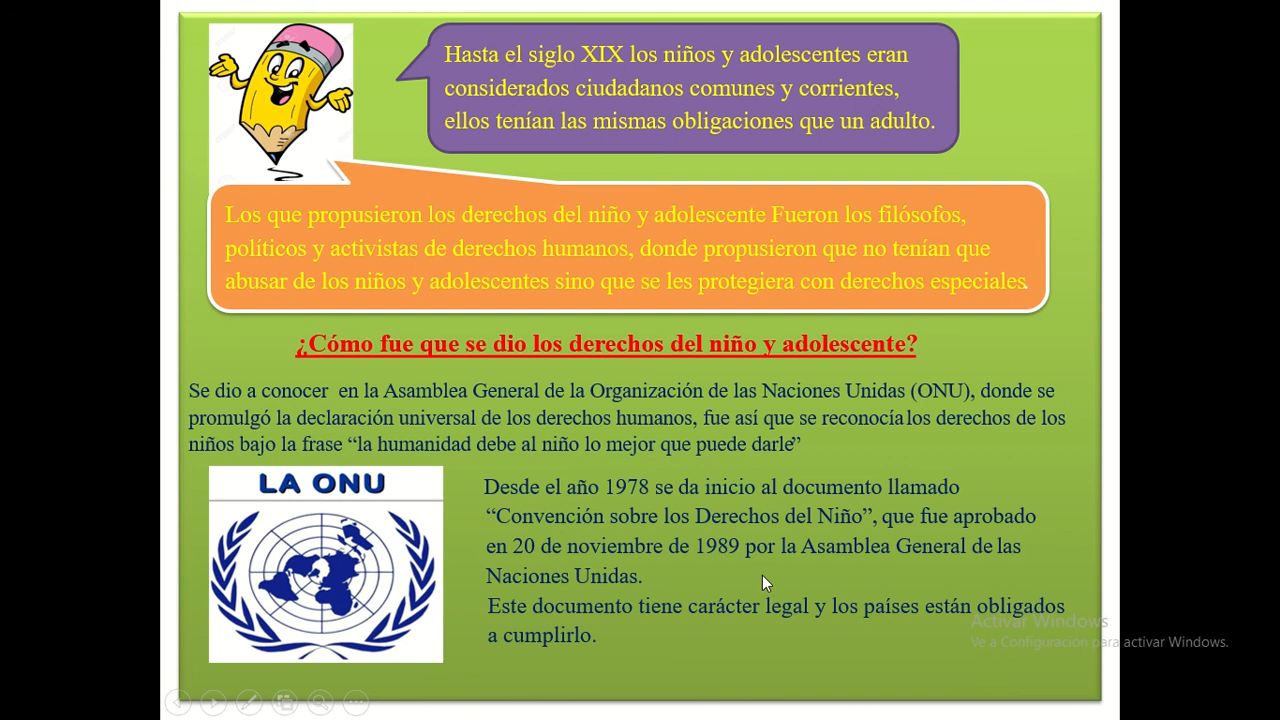 Hasta el siglo XIX los niños y adolescentes eran
considerados ciudadanos comunes y corrientes,
ellos tenían las mismas obligaciones que un adulto.
Los que propusieron los derechos del niño y adolescente Fueron los filósofos,
políticos y activistas de derechos humanos, donde propusieron que no tenían que
abusar de los niños y adolescentes sino que se les protegiera con derechos especiales.
¿Cómo fue que se dio los derechos del niño y adolescente?
Se dio a conocer en la Asamblea General de la Organización de las Naciones Unidas (ONU), donde se
promulgó la declaración universal de los derechos humanos, fue así que se reconocía los derechos de los
niños bajo la frase “la humanidad debe al niño lo mejor que puede darle”
LA ONU
Desde el año 1978 se da inicio al documento llamado
“Convención sobre los Derechos del Niño”, que fue aprobado
en 20 de noviembre de 1989 por la Asamblea General de las
Naciones Unidas.
Este documento tiene carácter legal y los países están obligados
a cumplirlo.
Activar Windows
Ve a Configuración para activar Windows.